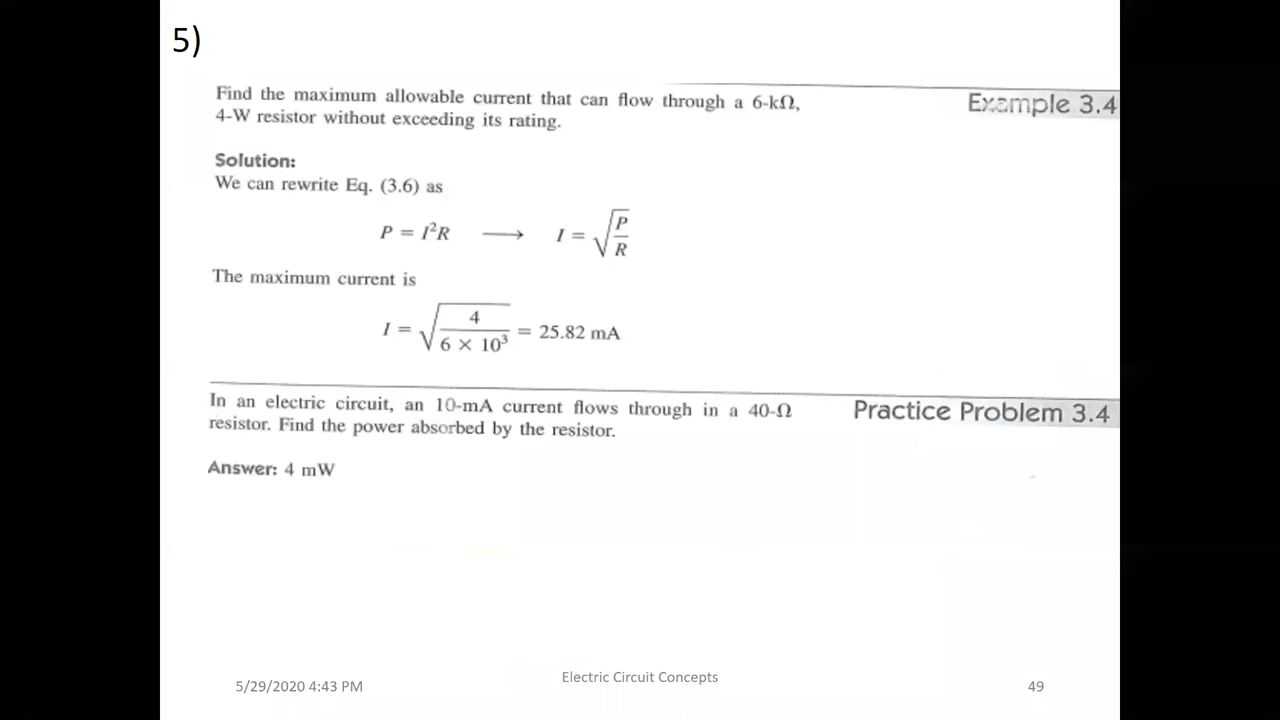 5)
Find the maximum allowable current that can flow through a 6-kΩ,
4-W resistor without exceeding its rating.
Example 3.4
Solution:
We can rewrite Eq. (3.6) as
P = I²R ⟶ I = √(P/R)
The maximum current is
I = √(4/(6 × 10³)) = 25.82 mA
In an electric circuit, an 10-mA current flows through in a 40-Ω
resistor. Find the power absorbed by the resistor.
Practice Problem 3.4
Answer: 4 mW
5/29/2020 4:43 PM
Electric Circuit Concepts
49